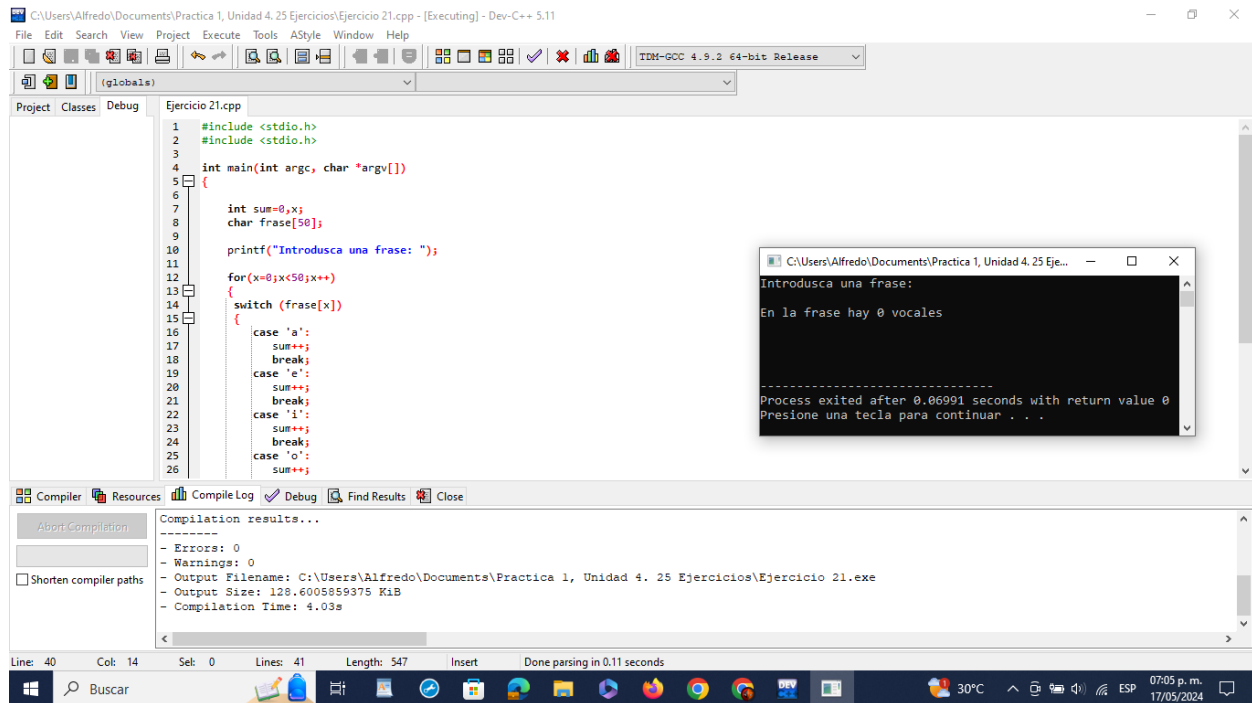 C:\Users\Alfredo\Documents\Practica 1, Unidad 4. 25 Ejercicios\Ejercicio 21.cpp - [Executing] - Dev-C++ 5.11
File Edit Search View Project Execute Tools AStyle Window Help
TDM-GCC 4.9.2 64-bit Release
(globals)
Project Classes Debug Ejercicio 21.cpp
1 #include <stdio.h>
2 #include <stdio.h>
3
4 int main(int argc, char *argv[])
5 {
6
7 int sum=0,x;
8 char frase[50];
9
10 printf("Introdusca una frase: ");
11
12 for(x=0;x<50;x++)
13 {
14 switch (frase[x])
15 {
16 case 'a':
17 sum++;
18 break;
19 case 'e':
20 sum++;
21 break;
22 case 'i':
23 sum++;
24 break;
25 case 'o':
26 sum++;
C:\Users\Alfredo\Documents\Practica 1, Unidad 4. 25 Eje...
Introdusca una frase:
En la frase hay 0 vocales
--------------------------------
Process exited after 0.06991 seconds with return value 0
Presione una tecla para continuar . . .
Compiler Resources Compile Log Debug Find Results Close
Abort Compilation
Shorten compiler paths
Compilation results...
--------
- Errors: 0
- Warnings: 0
- Output Filename: C:\Users\Alfredo\Documents\Practica 1, Unidad 4. 25 Ejercicios\Ejercicio 21.exe
- Output Size: 128.6005859375 KiB
- Compilation Time: 4.03s
Line: 40 Col: 14 Sel: 0 Lines: 41 Length: 547 Insert Done parsing in 0.11 seconds
Buscar
DEV
1
30°C
ESP
07:05 p. m.
17/05/2024